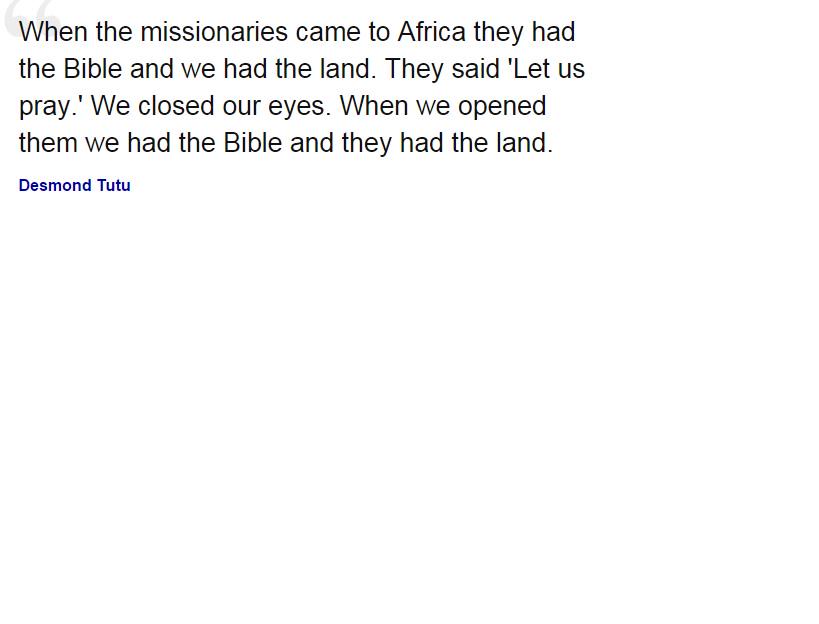 When the missionaries came to Africa they had
the Bible and we had the land. They said 'Let us
pray.' We closed our eyes. When we opened
them we had the Bible and they had the land.
Desmond Tutu